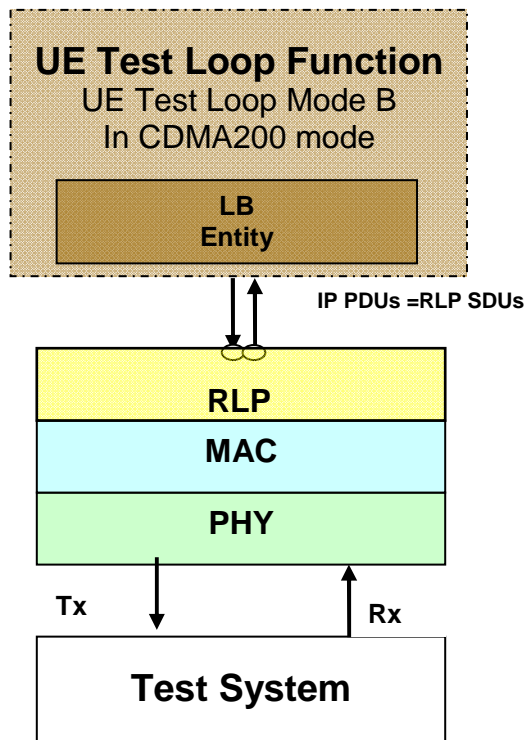 UE Test Loop Function
UE Test Loop Mode B
In CDMA200 mode
LB
Entity
IP PDUs =RLP SDUs
RLP
MAC
PHY
Tx
Rx
Test System